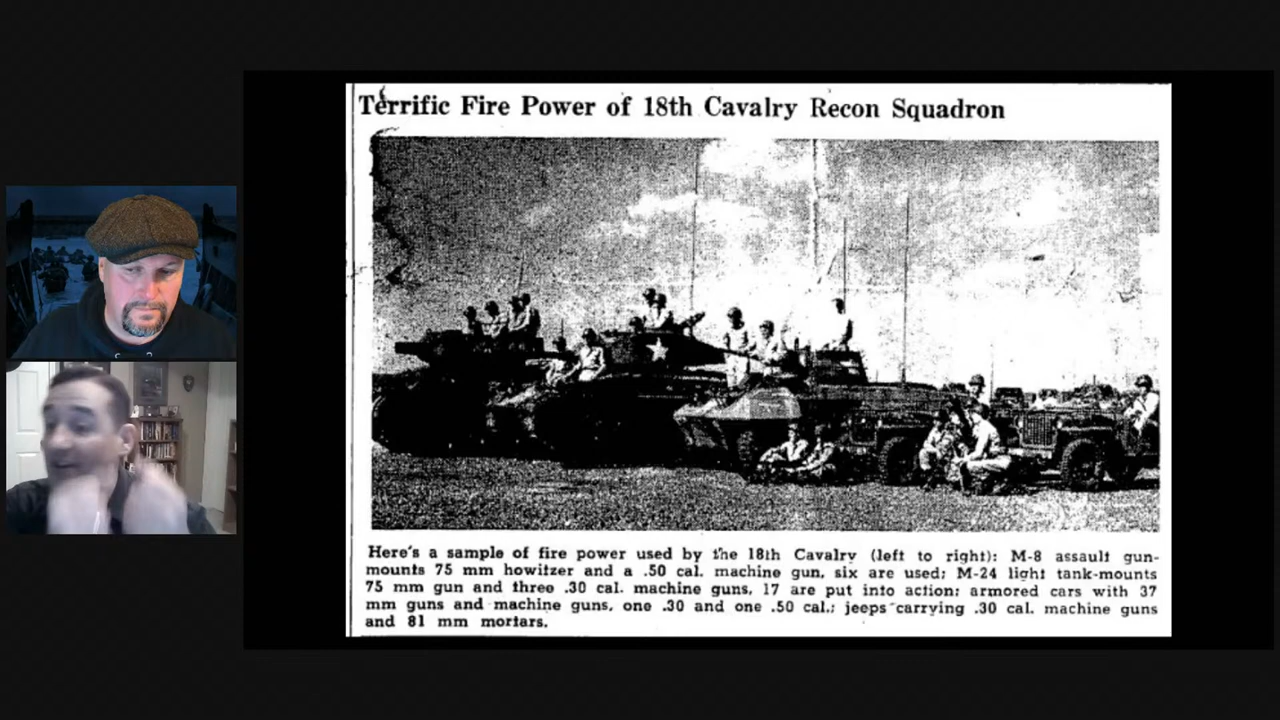 Terrific Fire Power of 18th Cavalry Recon Squadron
Here's a sample of fire power used by the 18th Cavalry (left to right): M-8 assault gun-
mounts 75 mm howitzer and a .50 cal. machine gun, six are used; M-24 light tank-mounts
75 mm gun and three .30 cal. machine guns, 17 are put into action; armored cars with 37
mm guns and machine guns, one .30 and one .50 cal.; jeeps carrying .30 cal. machine guns
and 81 mm mortars.